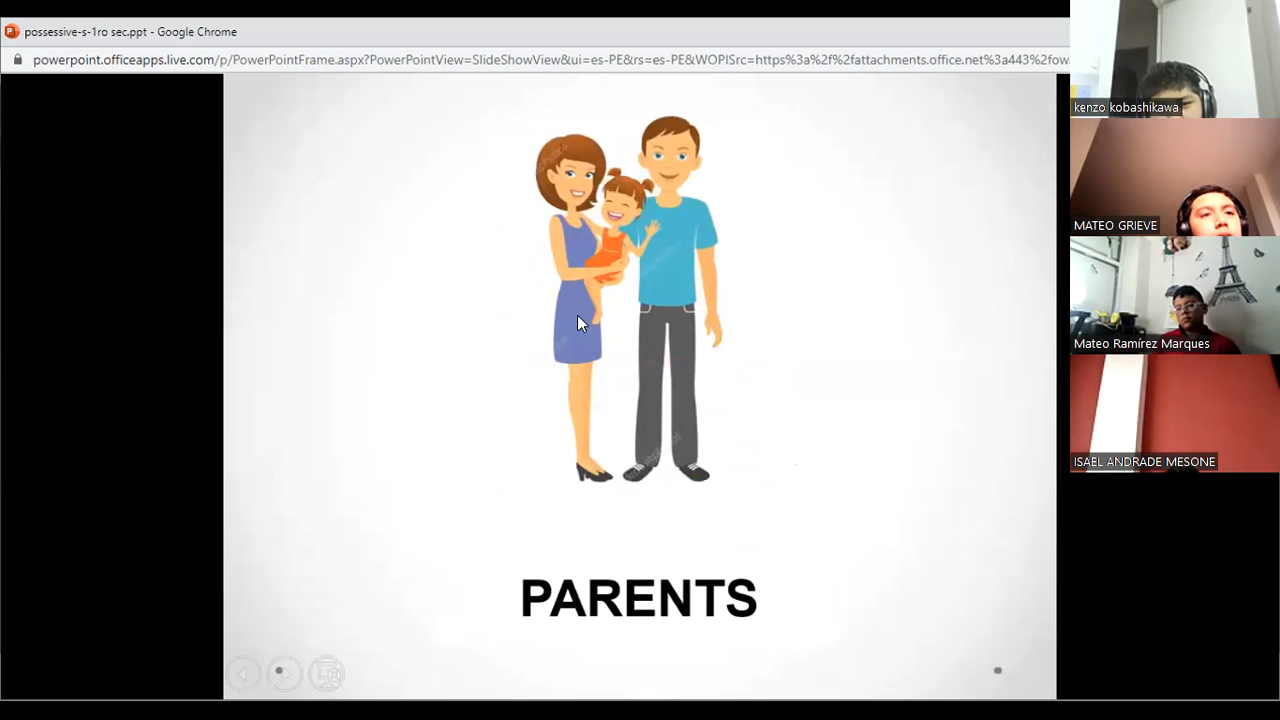 possessive-s-1ro sec.ppt - Google Chrome
powerpoint.officeapps.live.com/p/PowerPointFrame.aspx?PowerPointView=SlideShowView&ui=es-PE&rs=es-PE&WOPISrc=https%3a%2f%2fattachments.office.net%3a443%2fow
kenzo kobashikawa
MATEO GRIEVE
Mateo Ramírez Marques
ISAEL ANDRADE MESONE
PARENTS